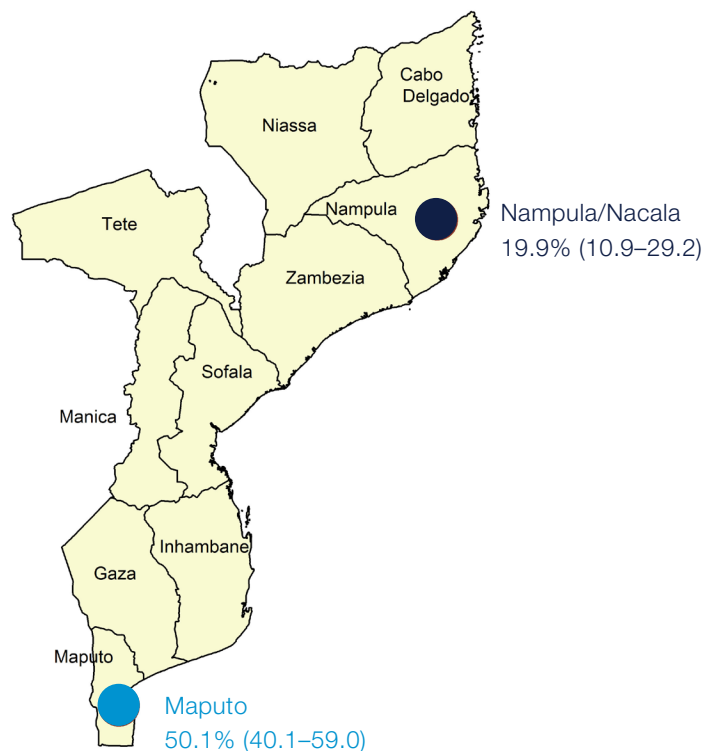 Cabo
Delgado
Niassa
Nampula
Nampula/Nacala
19.9% (10.9–29.2)
Tete
Zambezia
Sofala
Manica
Inhambane
Gaza
Maputo
Maputo
50.1% (40.1–59.0)